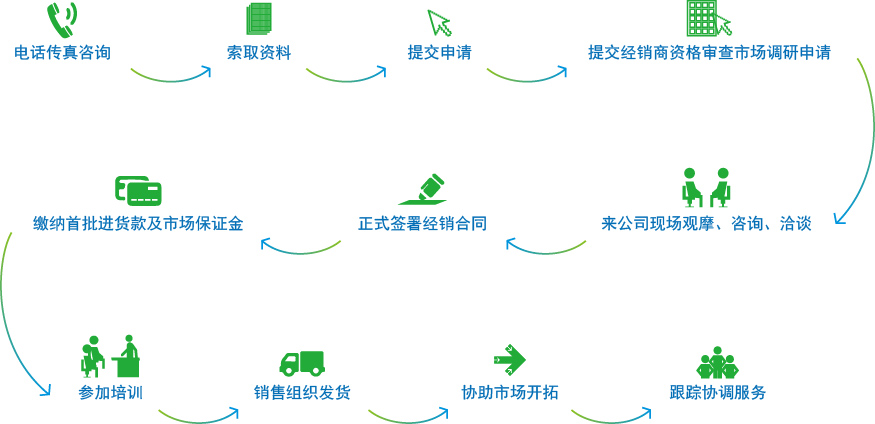 电话传真咨询
索取资料
提交申请
提交经销商资格审查市场调研申请
缴纳首批进货款及市场保证金
正式签署经销合同
来公司现场观摩、咨询、洽谈
参加培训
销售组织发货
协助市场开拓
跟踪协调服务